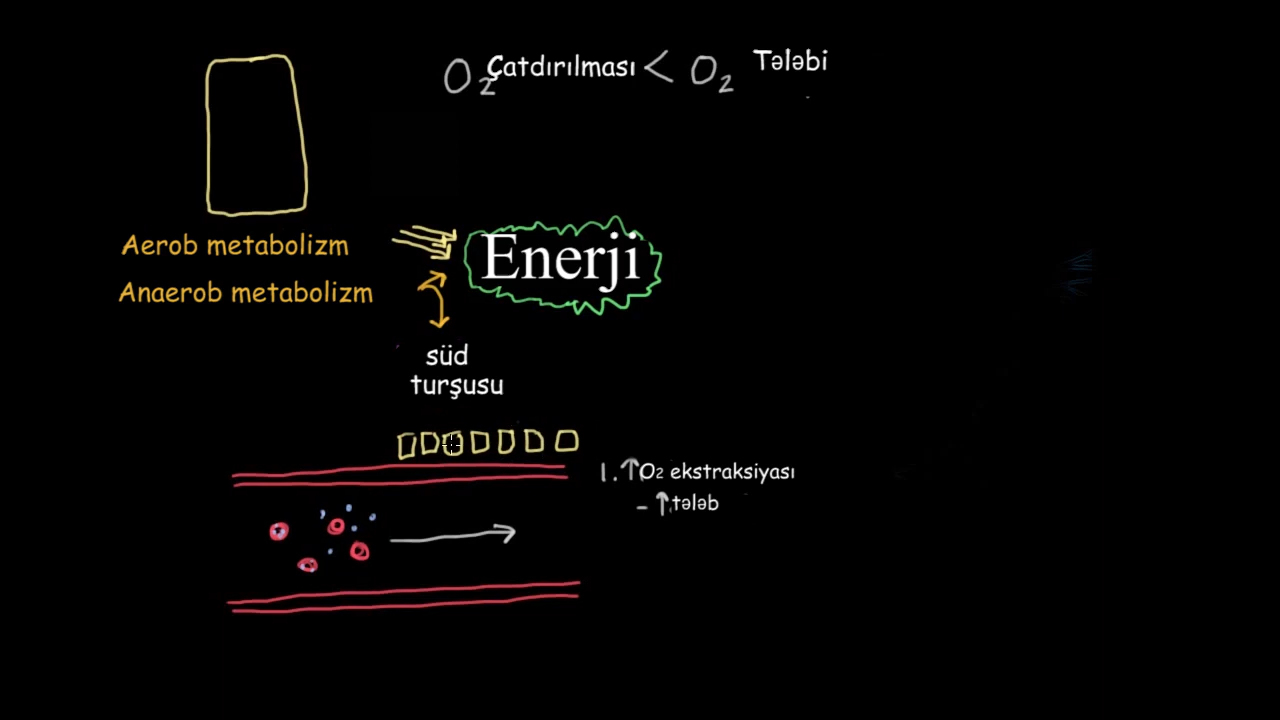 O₂ Çatdırılması < O₂ Tələbi
Aerob metabolizm
Enerji
Anaerob metabolizm
süd
turşusu
1. ↑O₂ ekstraksiyası
- ↑tələb